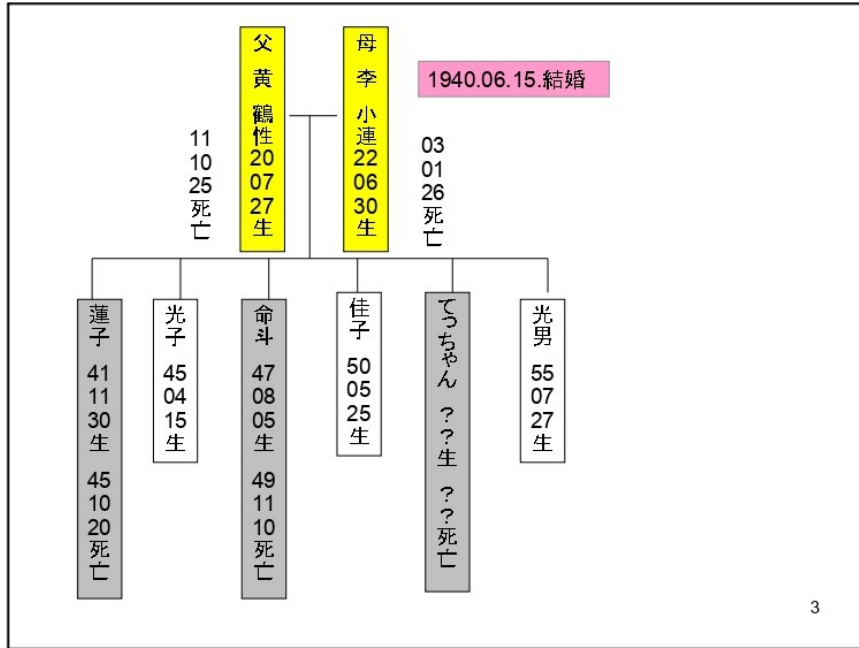 父 黄 鶴性 20 07 27 生
母 李 小連 22 06 30 生
1940.06.15.結婚
11 10 25 死亡
03 01 26 死亡
蓮子 41 11 30 生 45 10 20 死亡
光子 45 04 15 生
命斗 47 08 05 生 49 11 10 死亡
佳子 50 05 25 生
てっちゃん ??生 ??死亡
光男 55 07 27 生
3